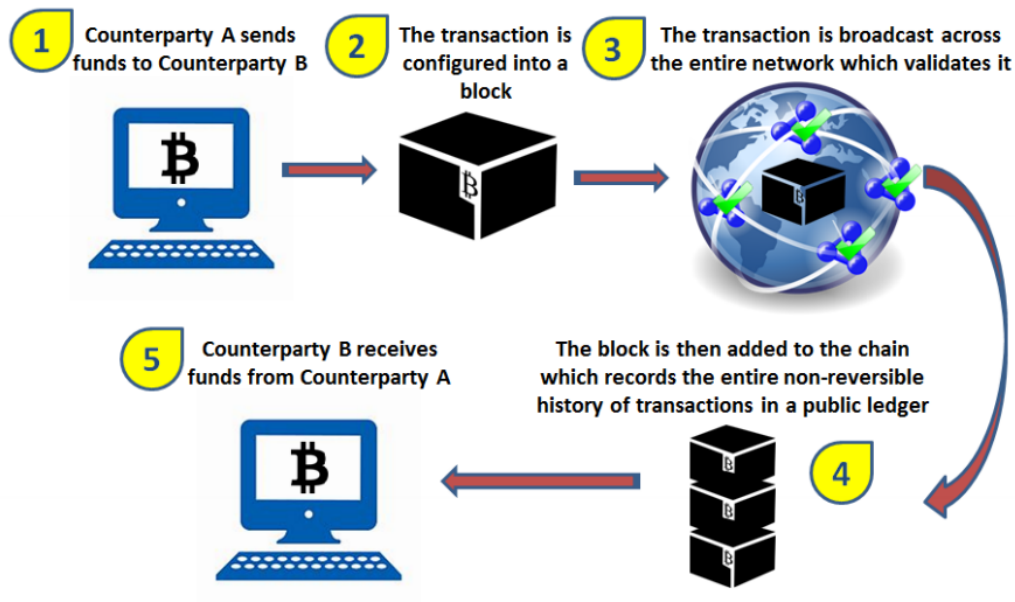 1
Counterparty A sends
funds to Counterparty B
2
The transaction is
configured into a
block
3
The transaction is broadcast across
the entire network which validates it
The block is then added to the chain
which records the entire non-reversible
history of transactions in a public ledger
4
5
Counterparty B receives
funds from Counterparty A